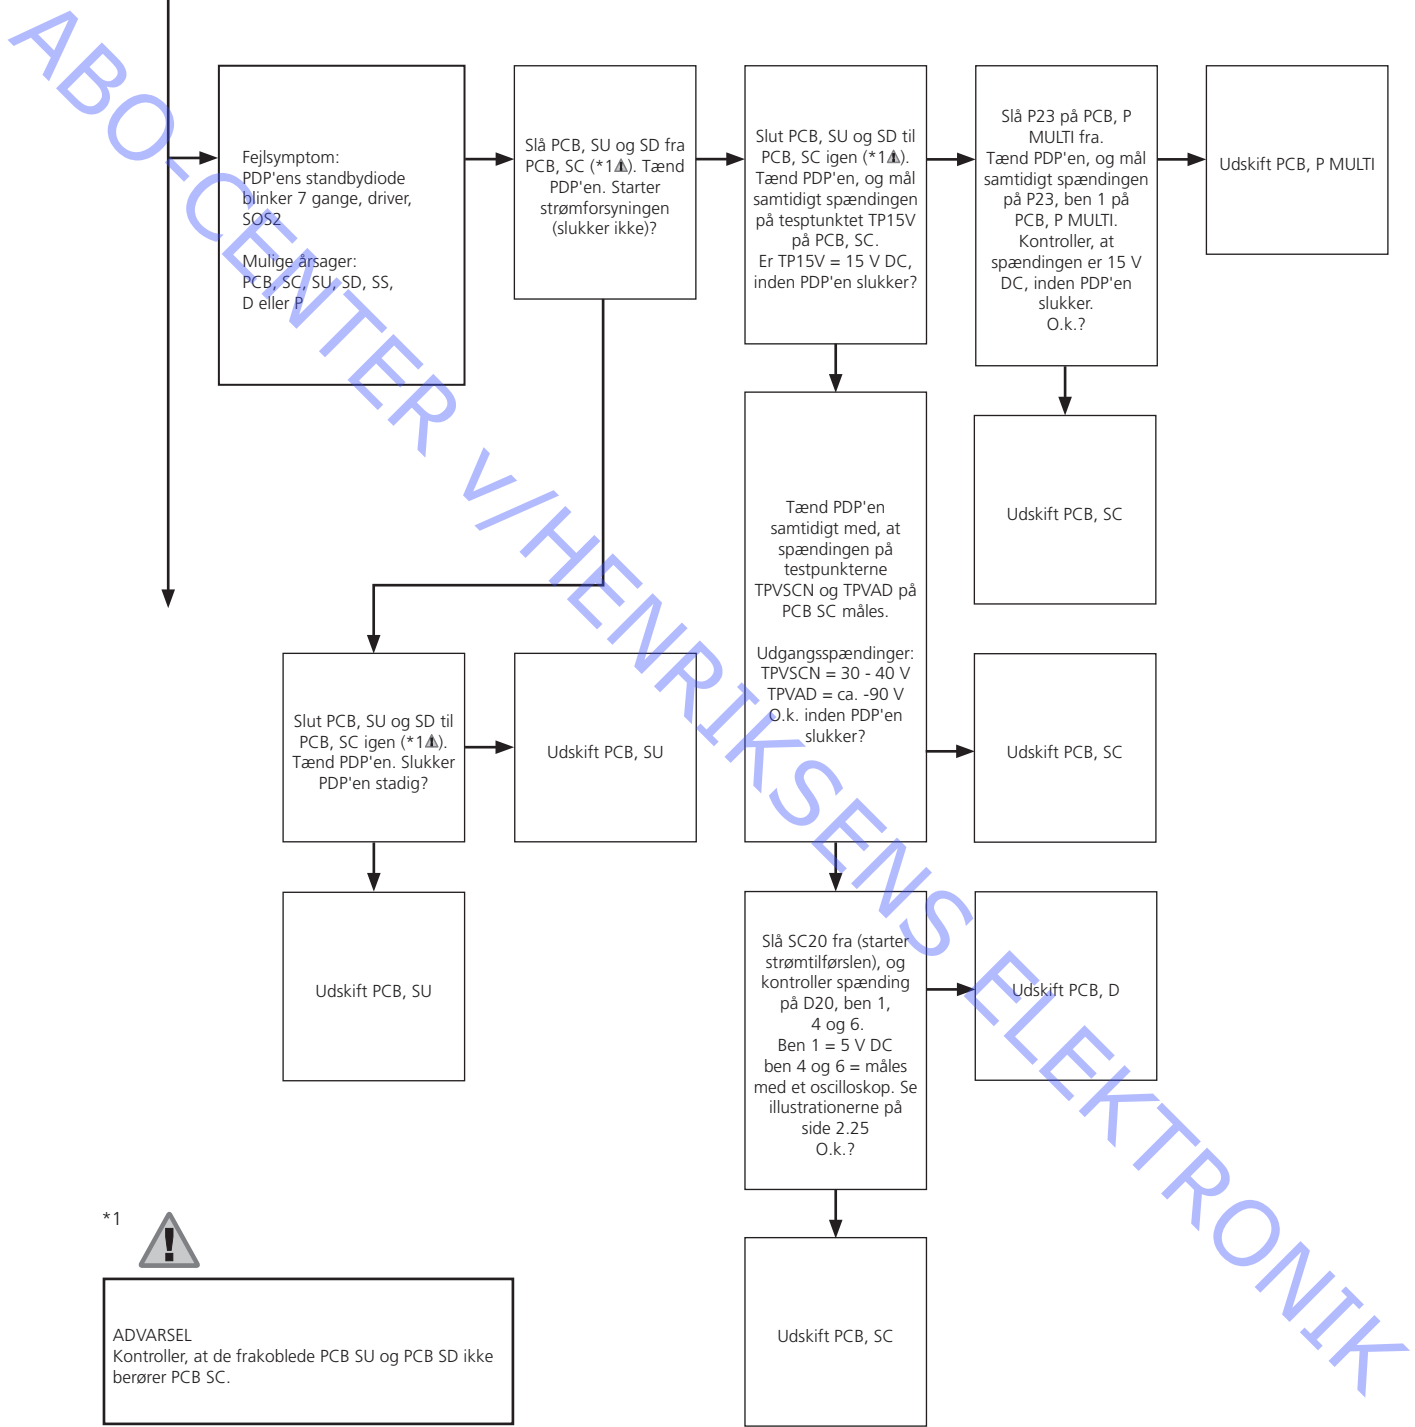 Fejlsymptom:
PDP'ens standbydiode
blinker 7 gange, driver,
SOS2
Mulige årsager:
PCB, SC, SU, SD, SS,
D eller P
Slå PCB, SU og SD fra
PCB, SC (*1⚠). Tænd
PDP'en. Starter
strømforsyningen
(slukker ikke)?
Slut PCB, SU og SD til
PCB, SC igen (*1⚠).
Tænd PDP'en, og mål
samtidigt spændingen
på tesptunktet TP15V
på PCB, SC.
Er TP15V = 15 V DC,
inden PDP'en slukker?
Slå P23 på PCB, P
MULTI fra.
Tænd PDP'en, og mål
samtidigt spændingen
på P23, ben 1 på
PCB, P MULTI.
Kontroller, at
spændingen er 15 V
DC, inden PDP'en
slukker.
O.k.?
Udskift PCB, P MULTI
Udskift PCB, SC
Tænd PDP'en
samtidigt med, at
spændingen på
testpunkterne
TPVSCN og TPVAD på
PCB SC måles.
Udgangsspændinger:
TPVSCN = 30 - 40 V
TPVAD = ca. -90 V
O.k. inden PDP'en
slukker?
Udskift PCB, SC
Slut PCB, SU og SD til
PCB, SC igen (*1⚠).
Tænd PDP'en. Slukker
PDP'en stadig?
Udskift PCB, SU
Udskift PCB, SU
Slå SC20 fra (starter
strømtilførslen), og
kontroller spænding
på D20, ben 1,
4 og 6.
Ben 1 = 5 V DC
ben 4 og 6 = måles
med et oscilloskop. Se
illustrationerne på
side 2.25
O.k.?
Udskift PCB, D
Udskift PCB, SC
*1
ADVARSEL
Kontroller, at de frakoblede PCB SU og PCB SD ikke
berører PCB SC.
ABO-CENTER v/HENRIKSENS ELEKTRONIK